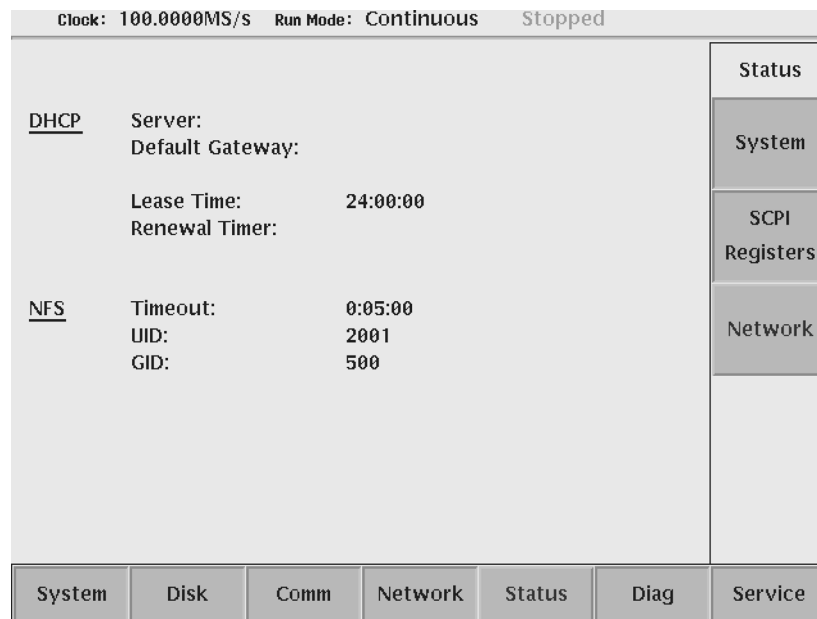 Clock: 100.0000MS/s Run Mode: Continuous Stopped
Status
DHCP Server:
Default Gateway:
System
Lease Time: 24:00:00
Renewal Timer:
SCPI
Registers
NFS Timeout: 0:05:00
UID: 2001
GID: 500
Network
System Disk Comm Network Status Diag Service